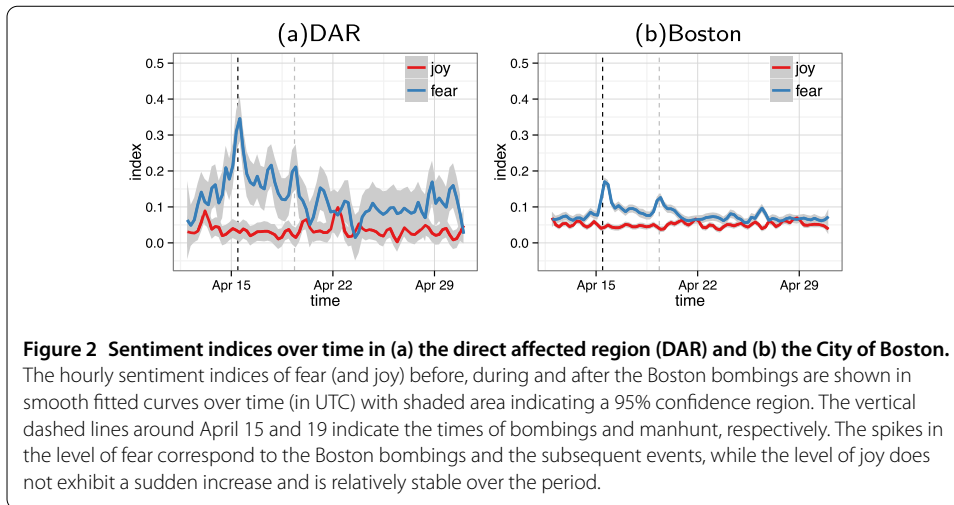 (a)DAR
(b)Boston
0.5
0.4
0.3
0.2
0.1
0.0
index
joy
fear
Apr 15
Apr 22
Apr 29
time
0.5
0.4
0.3
0.2
0.1
0.0
index
joy
fear
Apr 15
Apr 22
Apr 29
time
Figure 2 Sentiment indices over time in (a) the direct affected region (DAR) and (b) the City of Boston.
The hourly sentiment indices of fear (and joy) before, during and after the Boston bombings are shown in
smooth fitted curves over time (in UTC) with shaded area indicating a 95% confidence region. The vertical
dashed lines around April 15 and 19 indicate the times of bombings and manhunt, respectively. The spikes in
the level of fear correspond to the Boston bombings and the subsequent events, while the level of joy does
not exhibit a sudden increase and is relatively stable over the period.